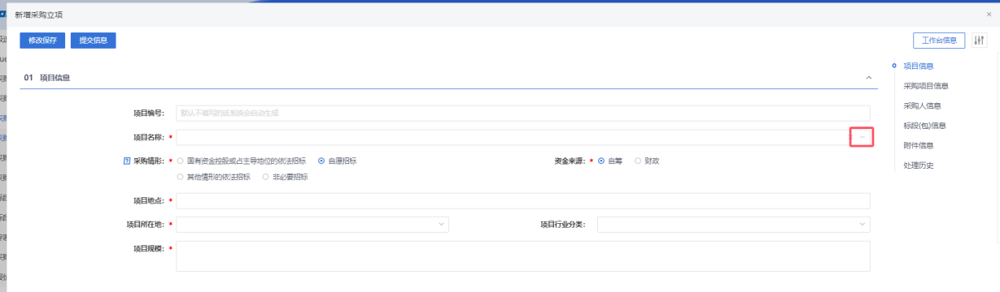 新增采购立项
×
修改保存 提交信息 工作台信息
01 项目信息
项目信息
采购项目信息
采购人信息
标段(包)信息
附件信息
处理历史
项目编号: 默认不填写的话系统会自动生成
项目名称: * ...
? 采购情形: * 国有资金控股或占主导地位的依法招标 自愿招标 资金来源: * 自筹 财政
其他情形的依法招标 非必要招标
项目地点: *
项目所在地: * 项目行业分类:
项目规模: *